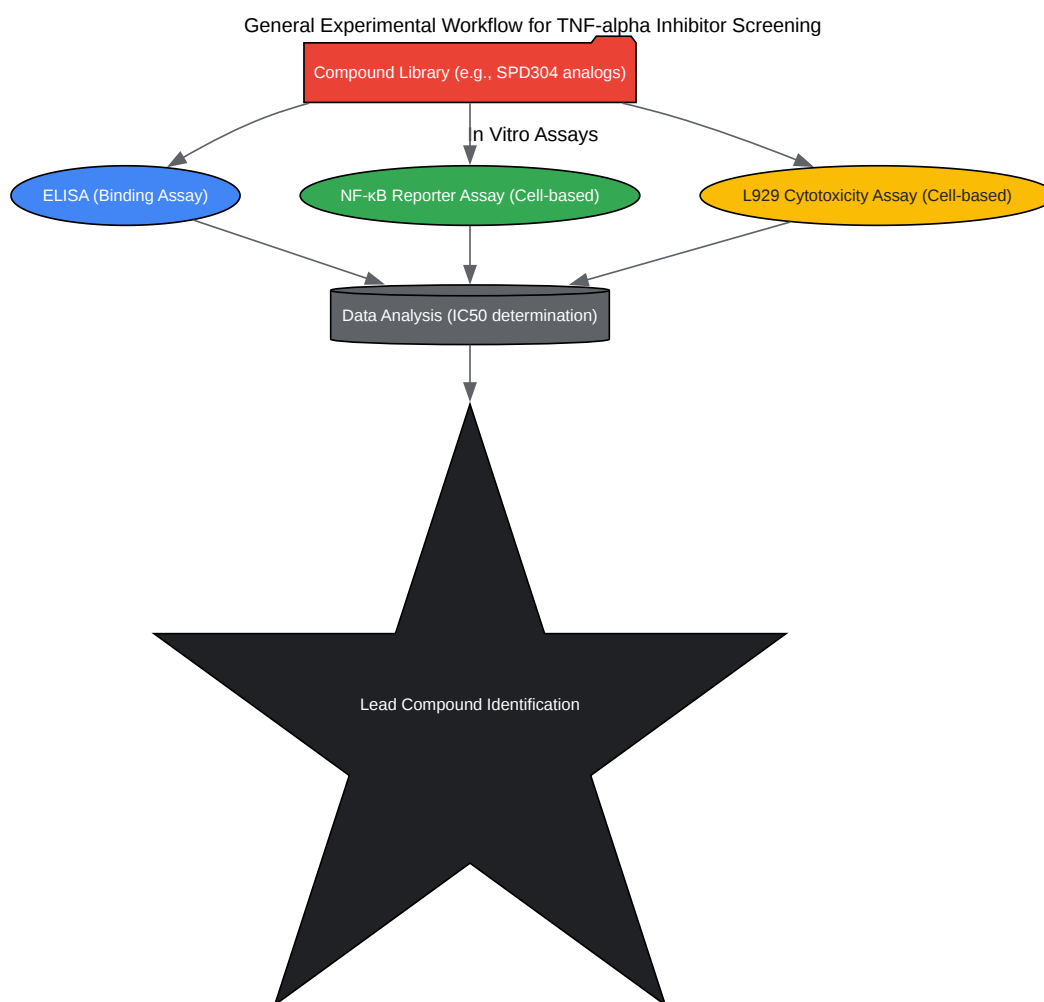 General Experimental Workflow for TNF-alpha Inhibitor Screening
Compound Library (e.g., SPD304 analogs)
In Vitro Assays
ELISA (Binding Assay)
NF-κB Reporter Assay (Cell-based)
L929 Cytotoxicity Assay (Cell-based)
Data Analysis (IC50 determination)
Lead Compound Identification